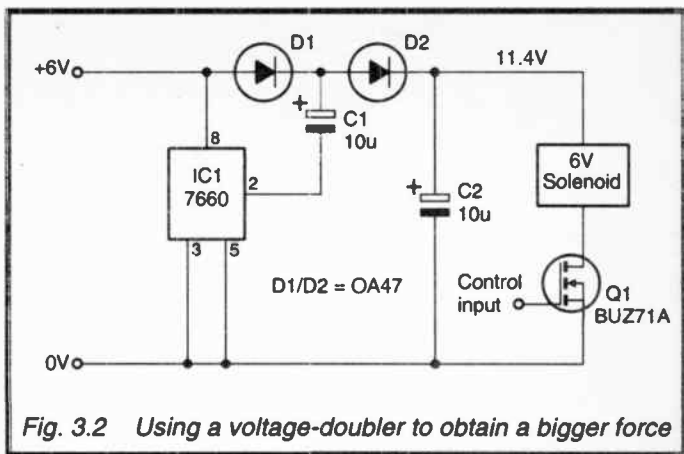 D1
D2
+6V
11.4V
+
C1
10u
8
IC1
7660
2
3
5
+
C2
10u
6V
Solenoid
D1/D2 = OA47
Control
input
Q1
BUZ71A
0V
Fig. 3.2 Using a voltage-doubler to obtain a bigger force